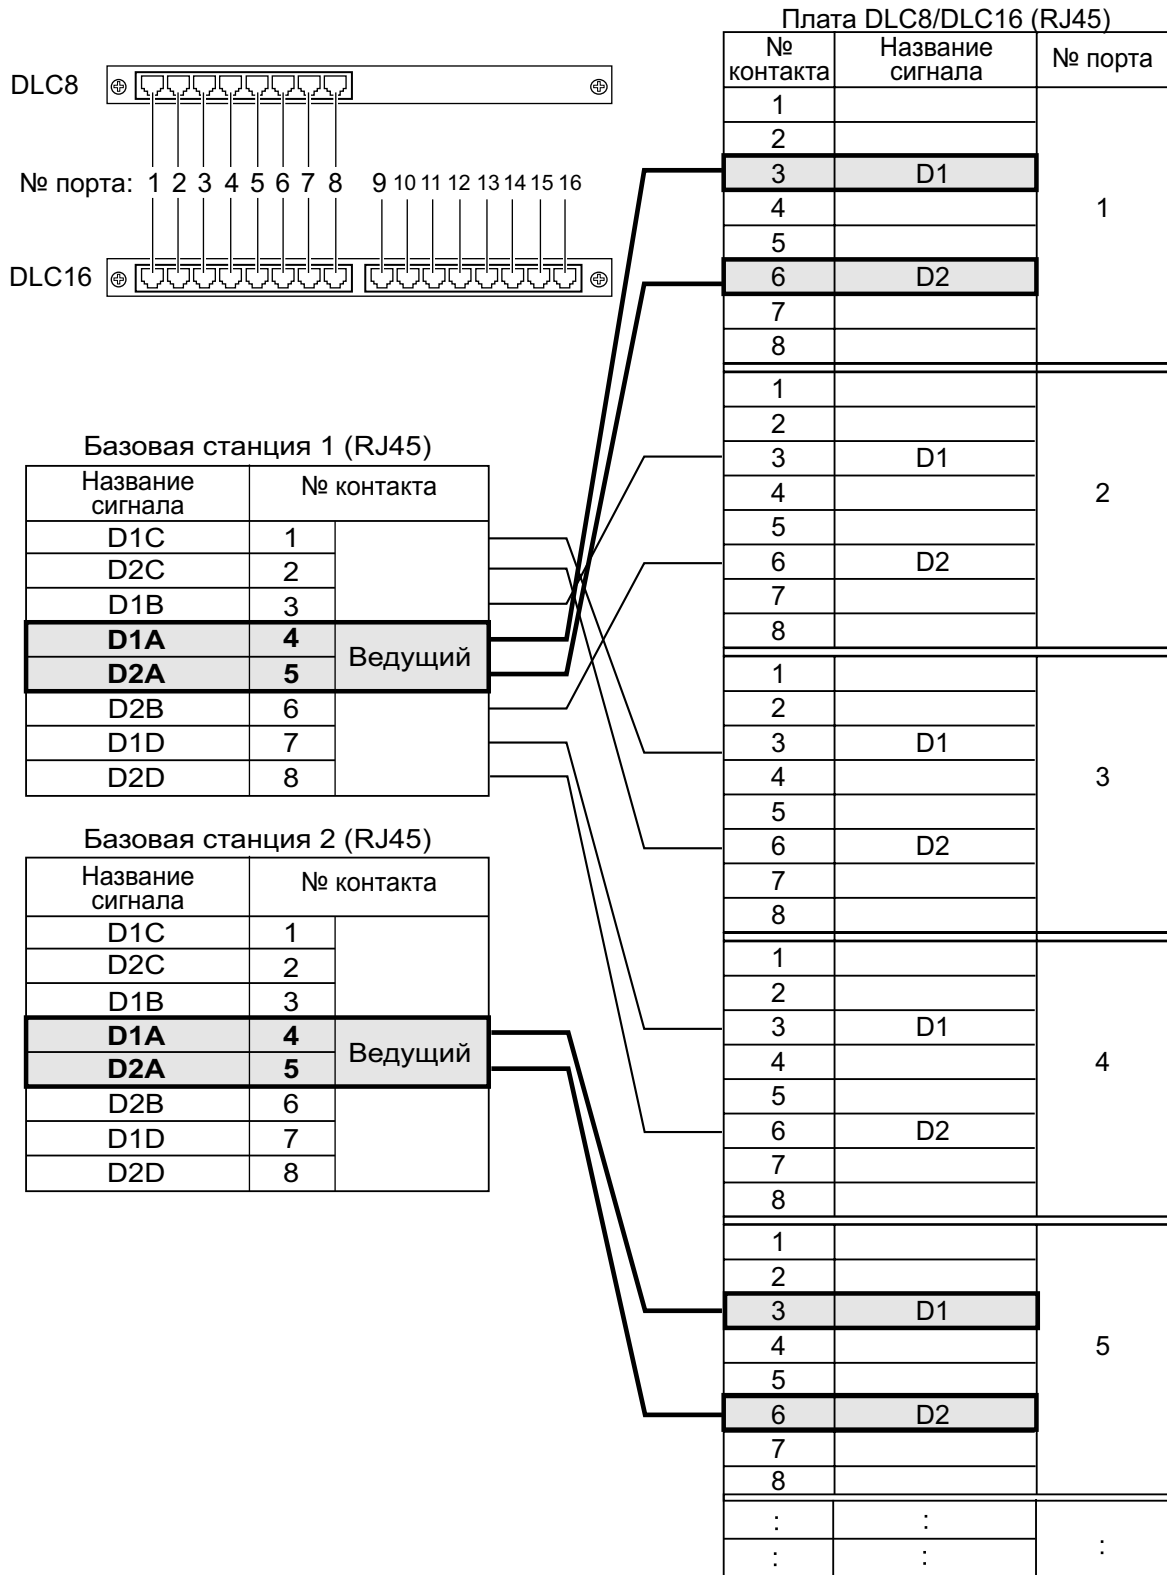 DLC8
№ порта: 1 2 3 4 5 6 7 8 9 10 11 12 13 14 15 16
DLC16
Базовая станция 1 (RJ45)
Название сигнала № контакта
D1C 1
D2C 2
D1B 3
D1A 4
Ведущий
D2A 5
D2B 6
D1D 7
D2D 8
Базовая станция 2 (RJ45)
Название сигнала № контакта
D1C 1
D2C 2
D1B 3
D1A 4
Ведущий
D2A 5
D2B 6
D1D 7
D2D 8
Плата DLC8/DLC16 (RJ45)
№ контакта Название сигнала № порта
1
2
3 D1
4 1
5
6 D2
7
8
1
2
3 D1
4 2
5
6 D2
7
8
1
2
3 D1
4 3
5
6 D2
7
8
1
2
3 D1
4 4
5
6 D2
7
8
1
2
3 D1
4 5
5
6 D2
7
8
: :
:
: :